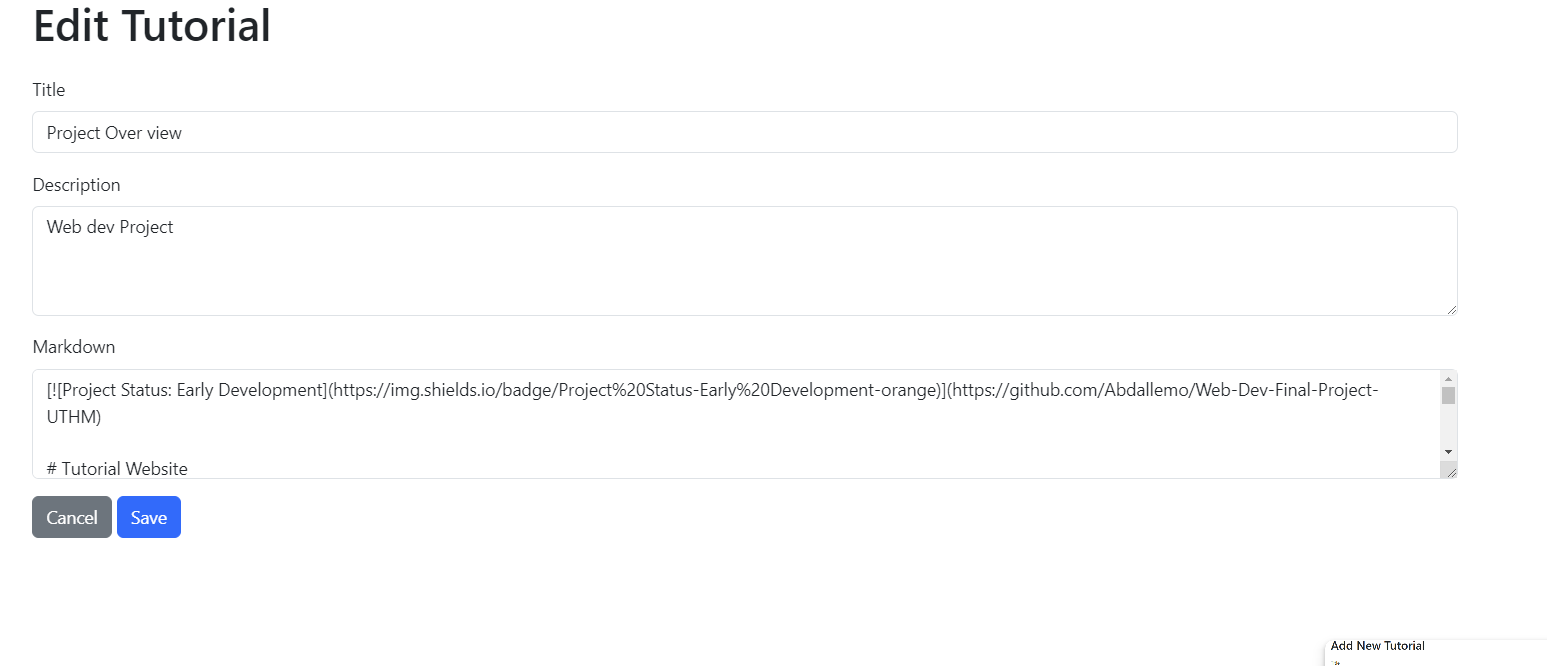 Edit Tutorial
Title
Project Over view
Description
Web dev Project
Markdown
[![Project Status: Early Development](https://img.shields.io/badge/Project%20Status-Early%20Development-orange)](https://github.com/Abdallemo/Web-Dev-Final-Project-
UTHM)
# Tutorial Website
Cancel Save
Add New Tutorial